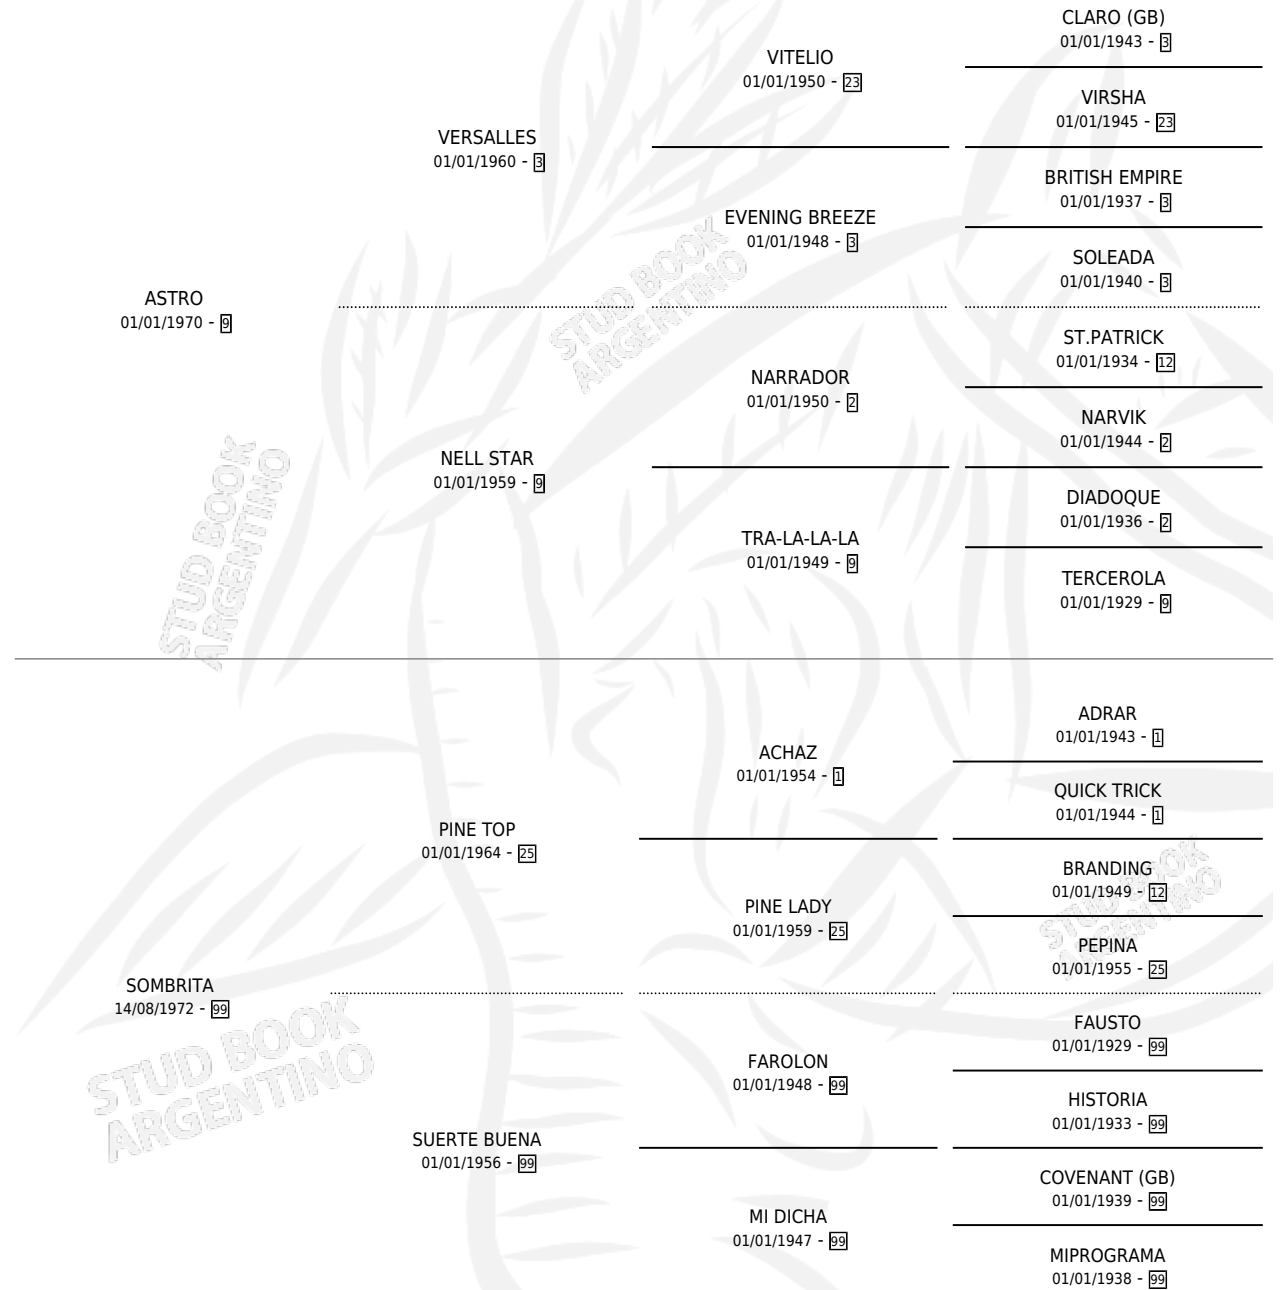 CLARO (GB)
01/01/1943 - 3
VITELIO
01/01/1950 - 23
VIRSHA
01/01/1945 - 23
VERSALLES
01/01/1960 - 3
BRITISH EMPIRE
01/01/1937 - 3
EVENING BREEZE
01/01/1948 - 3
SOLEADA
01/01/1940 - 3
ASTRO
01/01/1970 - 9
ST.PATRICK
01/01/1934 - 12
NARRADOR
01/01/1950 - 2
NARVIK
01/01/1944 - 2
NELL STAR
01/01/1959 - 9
DIADOQUE
01/01/1936 - 2
TRA-LA-LA-LA
01/01/1949 - 9
TERCEROLA
01/01/1929 - 9
ADRAR
01/01/1943 - 1
ACHAZ
01/01/1954 - 1
QUICK TRICK
01/01/1944 - 1
PINE TOP
01/01/1964 - 25
BRANDING
01/01/1949 - 12
PINE LADY
01/01/1959 - 25
PEPINA
01/01/1955 - 25
SOMBRITA
14/08/1972 - 99
FAUSTO
01/01/1929 - 99
FAROLON
01/01/1948 - 99
HISTORIA
01/01/1933 - 99
SUERTE BUENA
01/01/1956 - 99
COVENANT (GB)
01/01/1939 - 99
MI DICHA
01/01/1947 - 99
MIPROGRAMA
01/01/1938 - 99
STUD BOOK
ARGENTINO
STUD BOOK
ARGENTINO
STUD BOOK
ARGENTINO
STUD BOOK
ARGENTINO